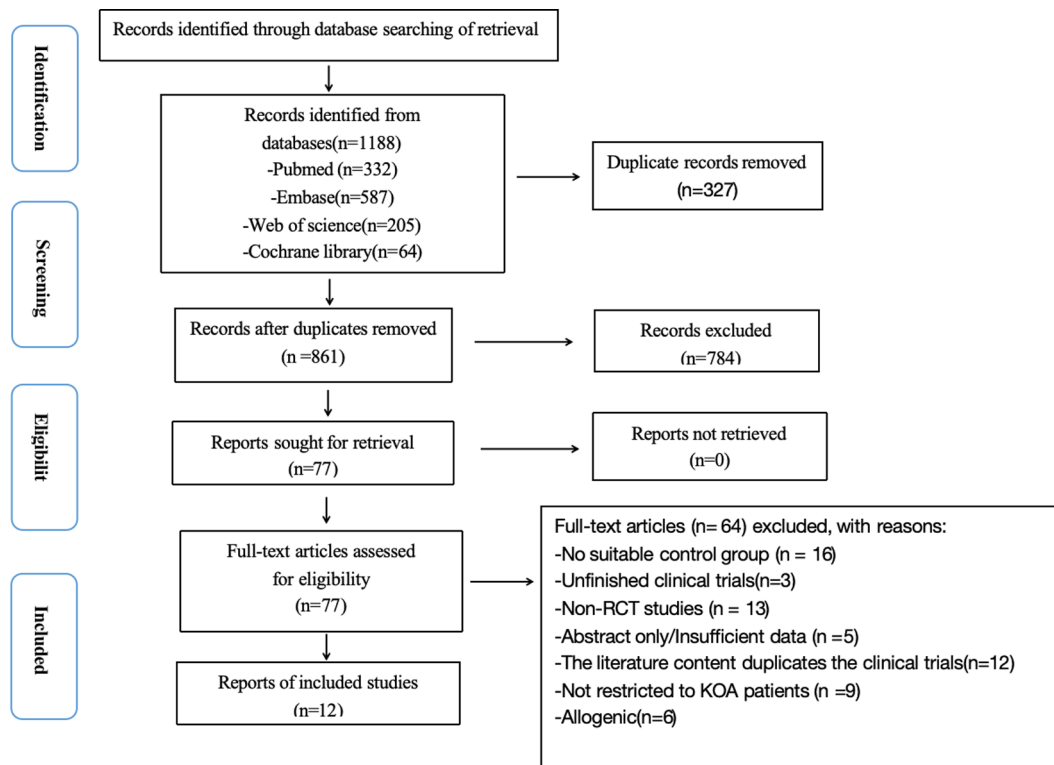 Identification
Screening
Eligibilit
Included
Records identified through database searching of retrieval
Records identified from
databases(n=1188)
-Pubmed (n=332)
-Embase(n=587)
-Web of science(n=205)
-Cochrane library(n=64)
Duplicate records removed
(n=327)
Records after duplicates removed
(n =861)
Records excluded
(n=784)
Reports sought for retrieval
(n=77)
Reports not retrieved
(n=0)
Full-text articles assessed
for eligibility
(n=77)
Full-text articles (n= 64) excluded, with reasons:
-No suitable control group (n = 16)
-Unfinished clinical trials(n=3)
-Non-RCT studies (n = 13)
-Abstract only/Insufficient data (n =5)
-The literature content duplicates the clinical trials(n=12)
-Not restricted to KOA patients (n =9)
-Allogenic(n=6)
Reports of included studies
(n=12)